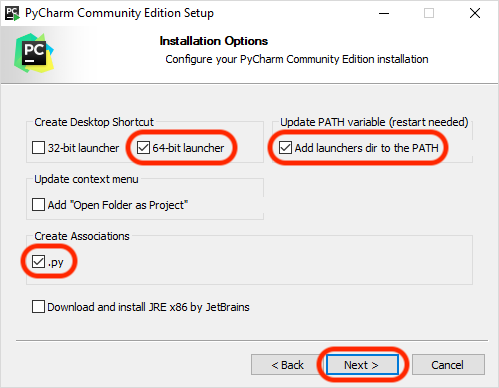 PyCharm Community Edition Setup
PC
Installation Options
Configure your PyCharm Community Edition installation
Create Desktop Shortcut
32-bit launcher
64-bit launcher
Update PATH variable (restart needed)
Add launchers dir to the PATH
Update context menu
Add "Open Folder as Project"
Create Associations
.py
Download and install JRE x86 by JetBrains
< Back
Next >
Cancel